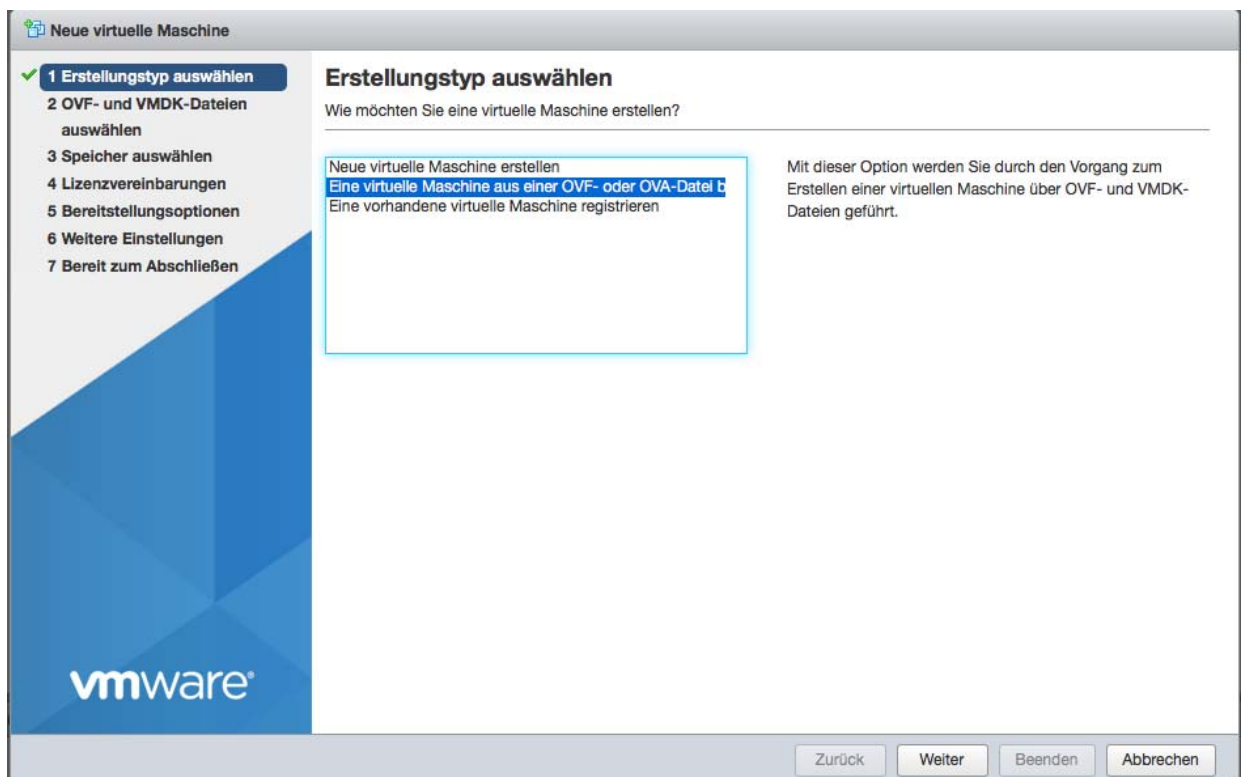 Neue virtuelle Maschine
1 Erstellungstyp auswählen
2 OVF- und VMDK-Dateien
auswählen
3 Speicher auswählen
4 Lizenzvereinbarungen
5 Bereitstellungsoptionen
6 Weitere Einstellungen
7 Bereit zum Abschließen
Erstellungstyp auswählen
Wie möchten Sie eine virtuelle Maschine erstellen?
Neue virtuelle Maschine erstellen
Eine virtuelle Maschine aus einer OVF- oder OVA-Datei b
Eine vorhandene virtuelle Maschine registrieren
Mit dieser Option werden Sie durch den Vorgang zum
Erstellen einer virtuellen Maschine über OVF- und VMDK-
Dateien geführt.
vmware®
Zurück
Weiter
Beenden
Abbrechen